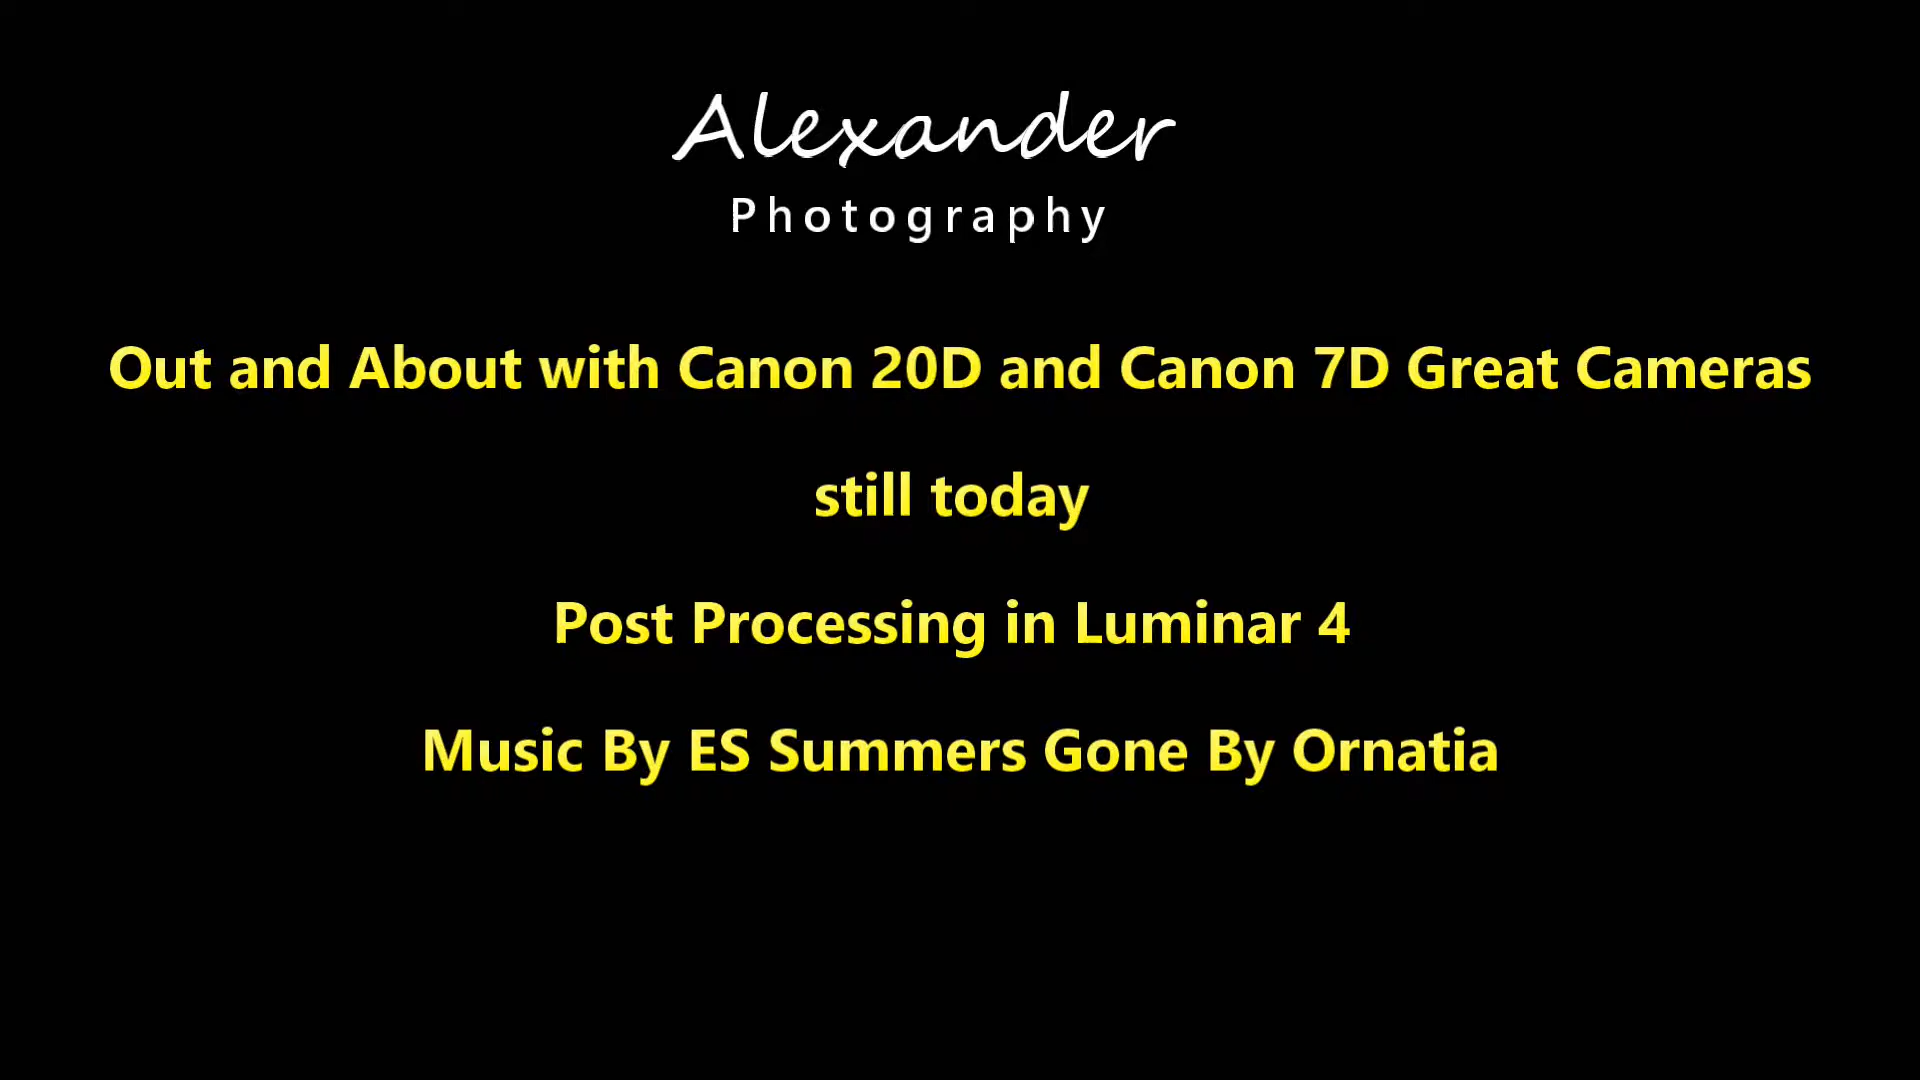 Alexander
Photography
Out and About with Canon 20D and Canon 7D Great Cameras
still today
Post Processing in Luminar 4
Music By ES Summers Gone By Ornatia